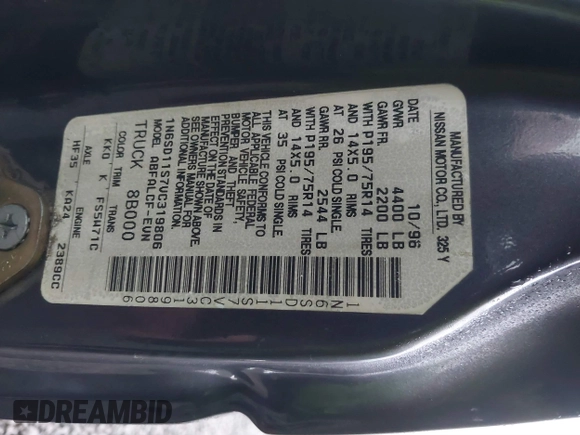 MFD BY
NISSAN MOTOR CO., LTD. 325 Y
DATE: 10/96
GVWR 4400 LB
GAWR FR. 2200 LB
WITH P195/75R14 TIRES
AND 14X5.0 RIMS
AT 26 PSI COLD SINGLE
GAWR RR. 2544 LB
WITH P195/75R14 TIRES
AND 14X5.0 RIMS
AT 35 PSI COLD SINGLE
THIS VEHICLE CONFORMS TO
ALL APPLICABLE FEDERAL
MOTOR VEHICLE SAFETY,
BUMPER, AND THEFT
PREVENTION STANDARDS IN
EFFECT ON THE DATE OF
MANUFACTURE SHOWN ABOVE.
SEE OWNERS MANUAL FOR
ADDITIONAL INFORMATION.
1N6SD11S7VC319806
1N6SD11S7VC319806
MODEL ABFALCF-EVN
TRUCK 8B000
COLOR TRIM TRANS
KK0 K FS5W71C
AXLE ENGINE
HF35 KA24 2389CC
DREAMBID